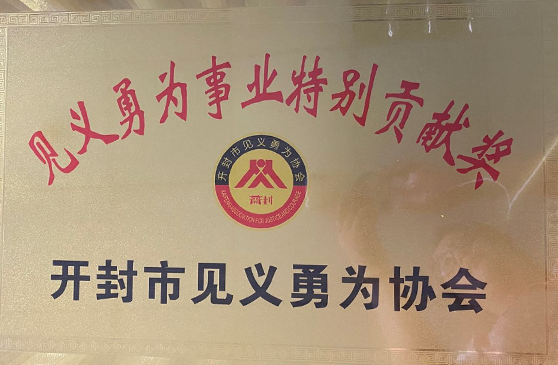 见义勇为事业特别贡献奖
开封市见义勇为协会
开封
开封市见义勇为协会